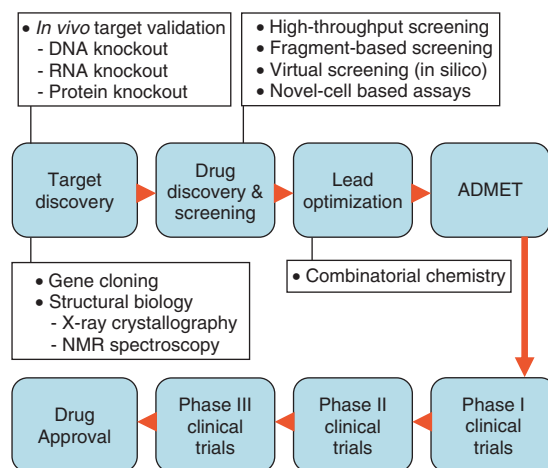 • In vivo target validation
- DNA knockout
- RNA knockout
- Protein knockout
• High-throughput screening
• Fragment-based screening
• Virtual screening (in silico)
• Novel-cell based assays
Target
discovery
Drug
discovery &
screening
Lead
optimization
ADMET
• Gene cloning
• Structural biology
- X-ray crystallography
- NMR spectroscopy
• Combinatorial chemistry
Drug
Approval
Phase III
clinical
trials
Phase II
clinical
trials
Phase I
clinical
trials